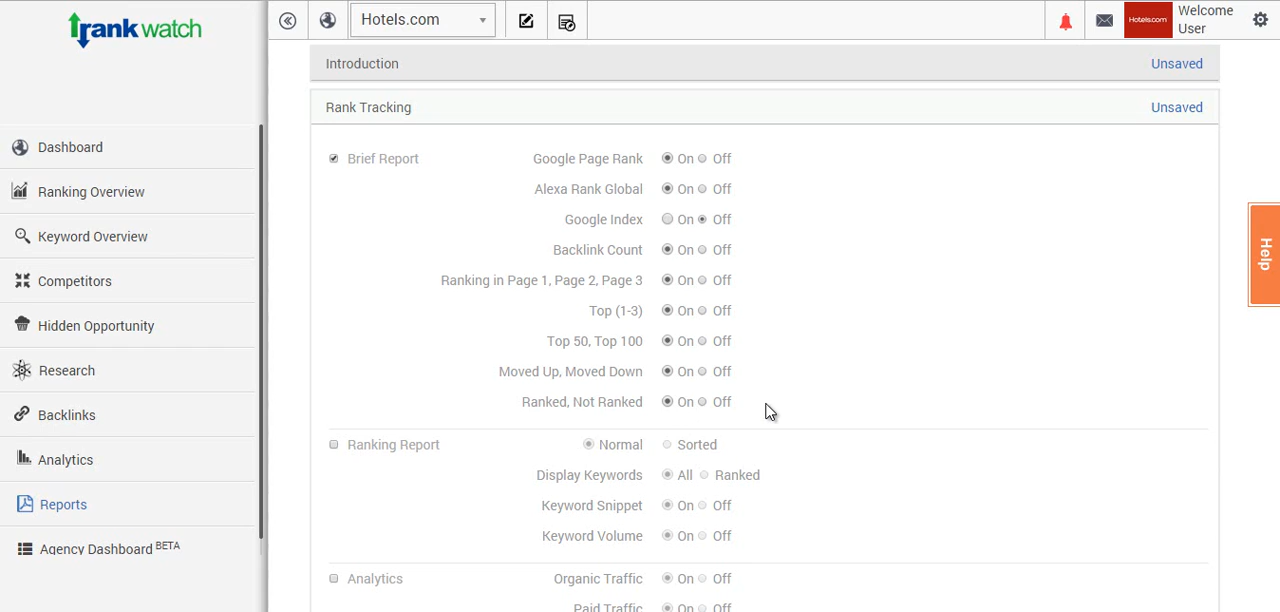 rank watch
Hotels.com
Hotels.com
Welcome
User
Dashboard
Ranking Overview
Keyword Overview
Competitors
Hidden Opportunity
Research
Backlinks
Analytics
Reports
Agency Dashboard BETA
Introduction Unsaved
Rank Tracking Unsaved
Brief Report Google Page Rank On Off
Alexa Rank Global On Off
Google Index On Off
Backlink Count On Off
Ranking in Page 1, Page 2, Page 3 On Off
Top (1-3) On Off
Top 50, Top 100 On Off
Moved Up, Moved Down On Off
Ranked, Not Ranked On Off
Ranking Report Normal Sorted
Display Keywords All Ranked
Keyword Snippet On Off
Keyword Volume On Off
Analytics Organic Traffic On Off
Paid Traffic On Off
Help